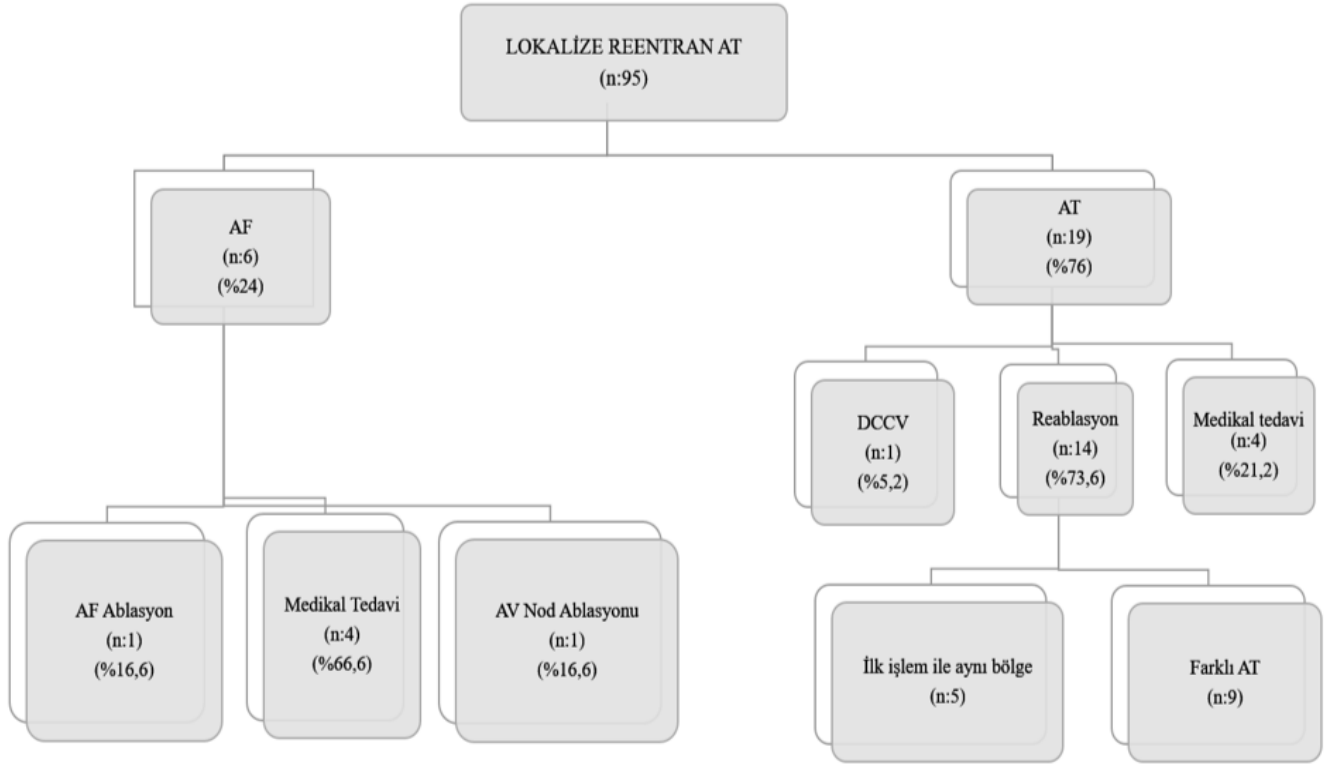 LOKALİZE REENTRAN AT
(n:95)
AF
(n:6)
(%24)
AT
(n:19)
(%76)
DCCV
(n:1)
(%5,2)
Reablasyon
(n:14)
(%73,6)
Medikal tedavi
(n:4)
(%21,2)
AF Ablasyon
(n:1)
(%16,6)
Medikal Tedavi
(n:4)
(%66,6)
AV Nod Ablasyonu
(n:1)
(%16,6)
İlk işlem ile aynı bölge
(n:5)
Farklı AT
(n:9)